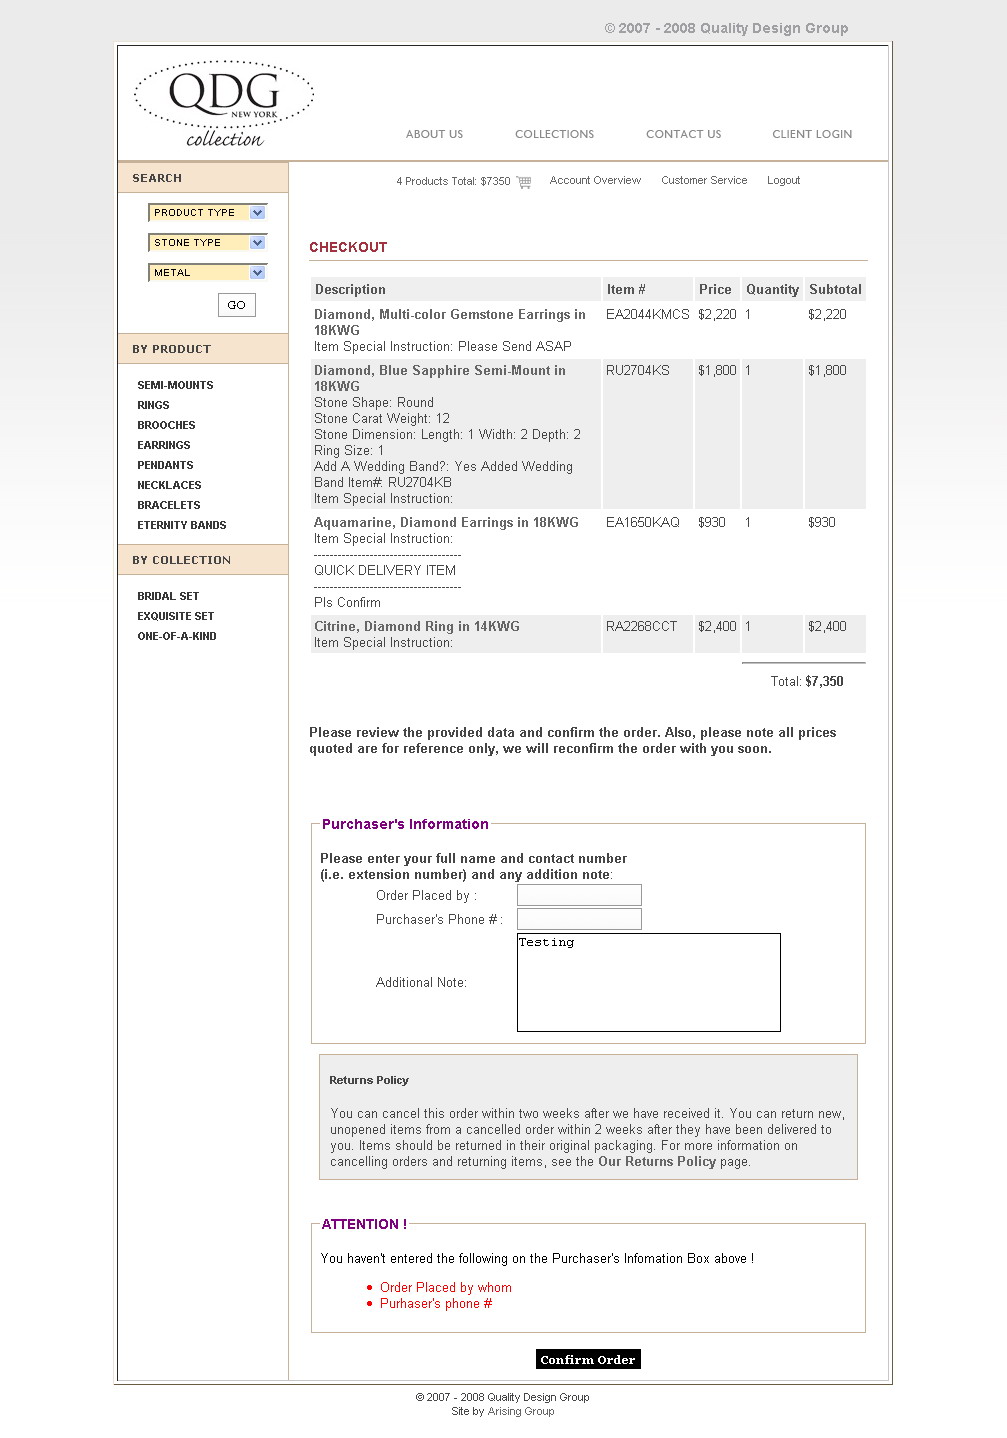 © 2007 - 2008 Quality Design Group
QDG
NEW YORK
collection
ABOUT US COLLECTIONS CONTACT US CLIENT LOGIN
SEARCH
PRODUCT TYPE
STONE TYPE
METAL
GO
BY PRODUCT
SEMI-MOUNTS
RINGS
BROOCHES
EARRINGS
PENDANTS
NECKLACES
BRACELETS
ETERNITY BANDS
BY COLLECTION
BRIDAL SET
EXQUISITE SET
ONE-OF-A-KIND
4 Products Total: $7350 Account Overview Customer Service Logout
CHECKOUT
Description Item # Price Quantity Subtotal
Diamond, Multi-color Gemstone Earrings in EA2044KMCS $2,220 1 $2,220
18KWG
Item Special Instruction: Please Send ASAP
Diamond, Blue Sapphire Semi-Mount in RU2704KS $1,800 1 $1,800
18KWG
Stone Shape: Round
Stone Carat Weight: 12
Stone Dimension: Length: 1 Width: 2 Depth: 2
Ring Size: 1
Add A Wedding Band?: Yes Added Wedding
Band Item#: RU2704KB
Item Special Instruction:
Aquamarine, Diamond Earrings in 18KWG EA1650KAQ $930 1 $930
Item Special Instruction:
-------------------------------------
QUICK DELIVERY ITEM
-------------------------------------
Pls Confirm
Citrine, Diamond Ring in 14KWG RA2268CCT $2,400 1 $2,400
Item Special Instruction:
Total: $7,350
Please review the provided data and confirm the order. Also, please note all prices
quoted are for reference only, we will reconfirm the order with you soon.
Purchaser's Information
Please enter your full name and contact number
(i.e. extension number) and any addition note:
Order Placed by :
Purchaser's Phone # :
Additional Note:
Testing
Returns Policy
You can cancel this order within two weeks after we have received it. You can return new,
unopened items from a cancelled order within 2 weeks after they have been delivered to
you. Items should be returned in their original packaging. For more information on
cancelling orders and returning items, see the Our Returns Policy page.
ATTENTION !
You haven't entered the following on the Purchaser's Infomation Box above !
• Order Placed by whom
• Purhaser's phone #
Confirm Order
© 2007 - 2008 Quality Design Group
Site by Arising Group